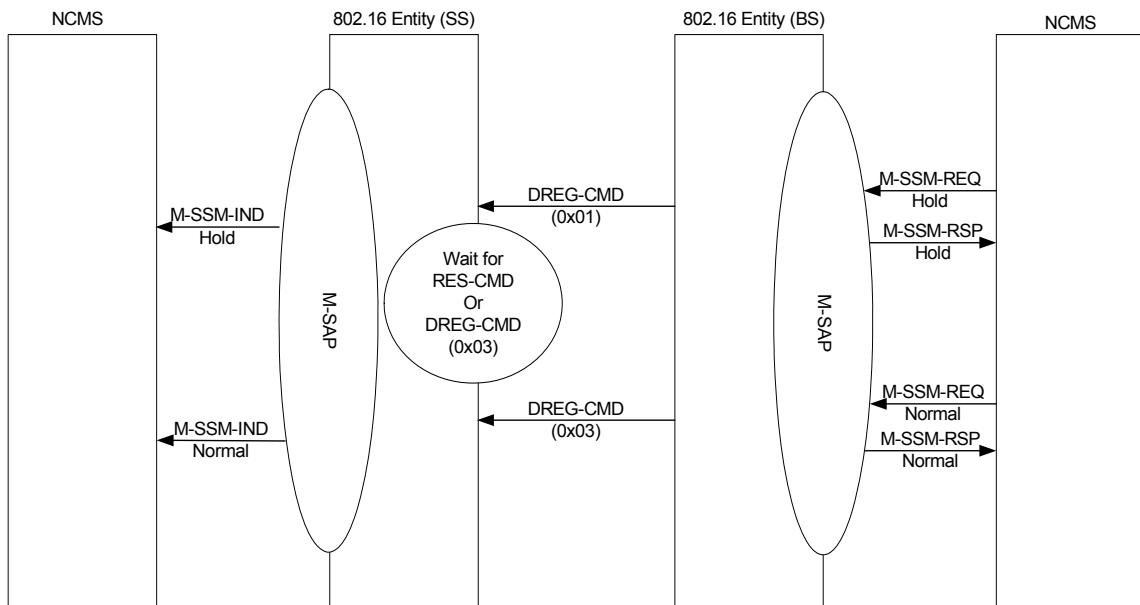 NCMS
802.16 Entity (SS)
802.16 Entity (BS)
NCMS
M-SSM-REQ
Hold
DREG-CMD
(0x01)
M-SSM-IND
Hold
M-SSM-RSP
Hold
Wait for
RES-CMD
Or
DREG-CMD
(0x03)
M-SAP
M-SAP
M-SSM-REQ
Normal
DREG-CMD
(0x03)
M-SSM-IND
Normal
M-SSM-RSP
Normal